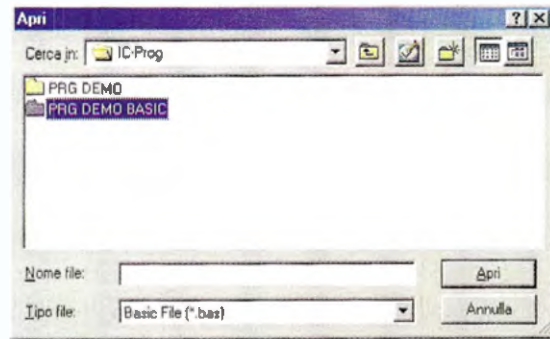 Apri
Cerca in: IC-Prog
PRG DEMO
PRG DEMO BASIC
Nome file:
Apri
Tipo file: Basic File (*.bas)
Annulla